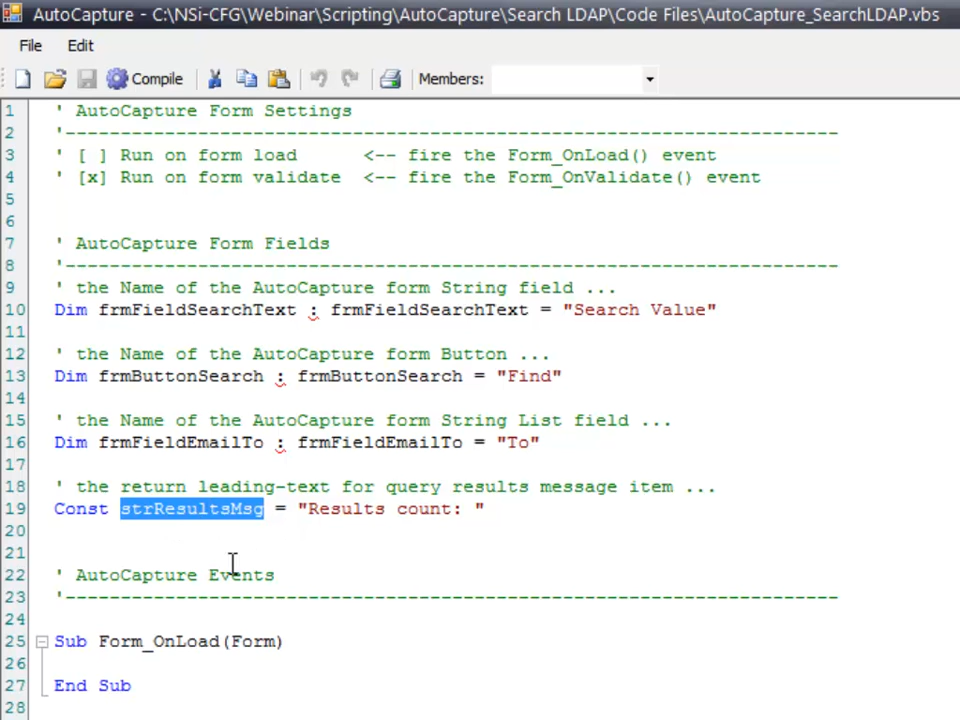 AutoCapture - C:\NSi-CFG\Webinar\Scripting\AutoCapture\Search LDAP\Code Files\AutoCapture_SearchLDAP.vbs
File Edit
Compile Members:
1 ' AutoCapture Form Settings
2 '----------------------------------------------------------------------
3 ' [ ] Run on form load      <-- fire the Form_OnLoad() event
4 ' [x] Run on form validate  <-- fire the Form_OnValidate() event
5
6
7 ' AutoCapture Form Fields
8 '----------------------------------------------------------------------
9 ' the Name of the AutoCapture form String field ...
10 Dim frmFieldSearchText : frmFieldSearchText = "Search Value"
11
12 ' the Name of the AutoCapture form Button ...
13 Dim frmButtonSearch : frmButtonSearch = "Find"
14
15 ' the Name of the AutoCapture form String List field ...
16 Dim frmFieldEmailTo : frmFieldEmailTo = "To"
17
18 ' the return leading-text for query results message item ...
19 Const strResultsMsg = "Results count: "
20
21
22 ' AutoCapture Events
23 '----------------------------------------------------------------------
24
25 Sub Form_OnLoad(Form)
26
27 End Sub
28